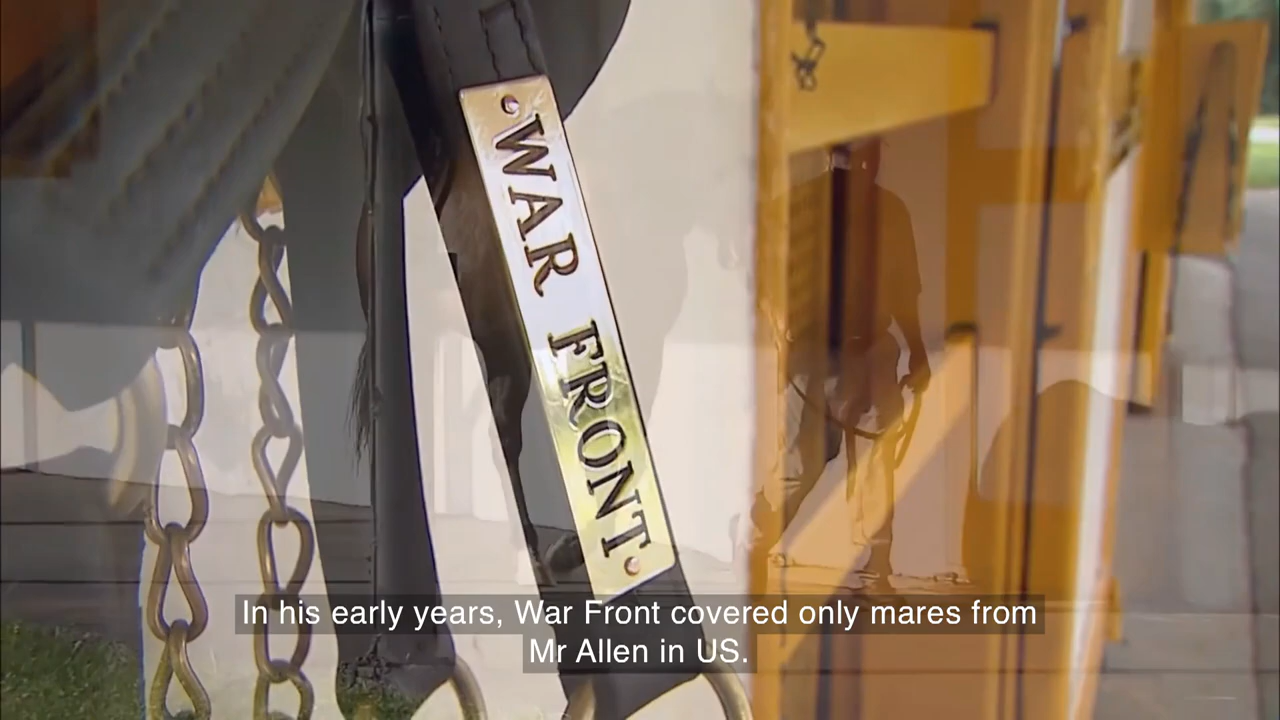 WAR FRONT
In his early years, War Front covered only mares from
Mr Allen in US.